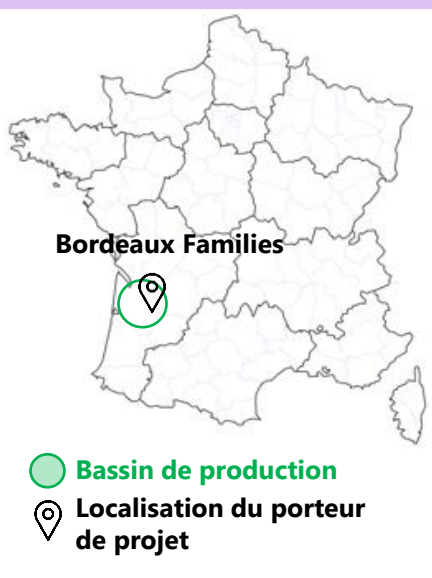 Bordeaux Families
Bassin de production
Localisation du porteur
de projet